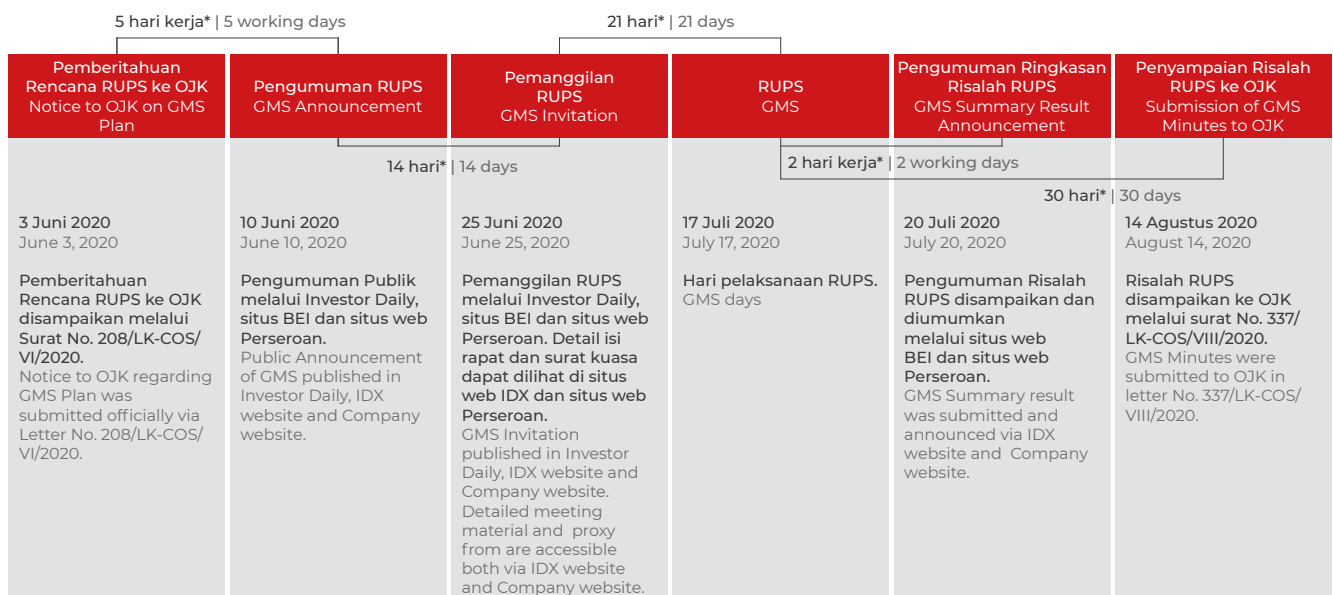 5 hari kerja* | 5 working days
21 hari* | 21 days
Pemberitahuan
Rencana RUPS ke OJK
Notice to OJK on GMS
Plan
Pengumuman RUPS
GMS Announcement
Pemanggilan
RUPS
GMS Invitation
RUPS
GMS
Pengumuman Ringkasan
Risalah RUPS
GMS Summary Result
Announcement
Penyampaian Risalah
RUPS ke OJK
Submission of GMS
Minutes to OJK
14 hari* | 14 days
2 hari kerja* | 2 working days
30 hari* | 30 days
3 Juni 2020
June 3, 2020
Pemberitahuan
Rencana RUPS ke OJK
disampaikan melalui
Surat No. 208/LK-COS/
VI/2020.
Notice to OJK regarding
GMS Plan was
submitted officially via
Letter No. 208/LK-COS/
VI/2020.
10 Juni 2020
June 10, 2020
Pengumuman Publik
melalui Investor Daily,
situs BEI dan situs web
Perseroan.
Public Announcement
of GMS published in
Investor Daily, IDX
website and Company
website.
25 Juni 2020
June 25, 2020
Pemanggilan RUPS
melalui Investor Daily,
situs BEI dan situs web
Perseroan. Detail isi
rapat dan surat kuasa
dapat dilihat di situs
web IDX dan situs web
Perseroan.
GMS Invitation
published in Investor
Daily, IDX website and
Company website.
Detailed meeting
material and proxy
from are accessible
both via IDX website
and Company website.
17 Juli 2020
July 17, 2020
Hari pelaksanaan RUPS.
GMS days
20 Juli 2020
July 20, 2020
Pengumuman Risalah
RUPS disampaikan dan
diumumkan
melalui situs web
BEI dan situs web
Perseroan.
GMS Summary result
was submitted and
announced via IDX
website and Company
website.
14 Agustus 2020
August 14, 2020
Risalah RUPS
disampaikan ke OJK
melalui surat No. 337/
LK-COS/VIII/2020.
GMS Minutes were
submitted to OJK in
letter No. 337/LK-COS/
VIII/2020.